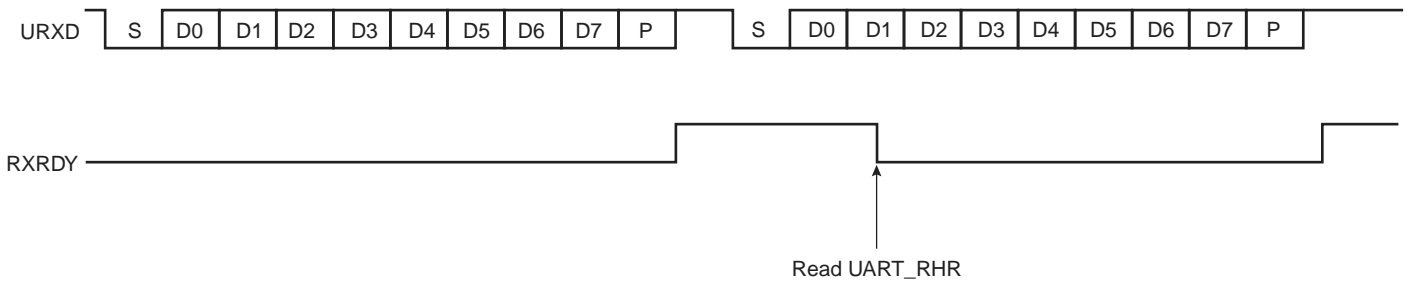 URXD S D0 D1 D2 D3 D4 D5 D6 D7 P S D0 D1 D2 D3 D4 D5 D6 D7 P
RXRDY
Read UART_RHR